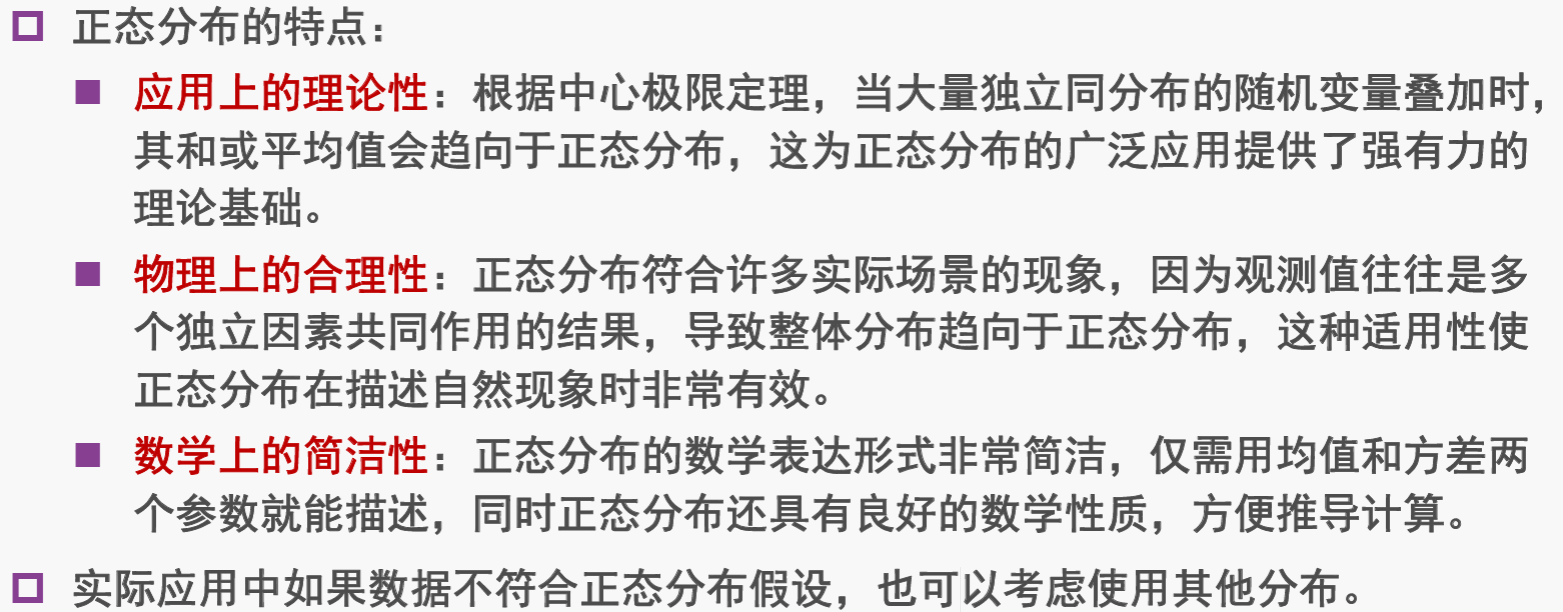 正态分布的特点：
应用上的理论性：根据中心极限定理，当大量独立同分布的随机变量叠加时，
其和或平均值会趋向于正态分布，这为正态分布的广泛应用提供了强有力的
理论基础。
物理上的合理性：正态分布符合许多实际场景的现象，因为观测值往往是多
个独立因素共同作用的结果，导致整体分布趋向于正态分布，这种适用性使
正态分布在描述自然现象时非常有效。
数学上的简洁性：正态分布的数学表达形式非常简洁，仅需用均值和方差两
个参数就能描述，同时正态分布还具有良好的数学性质，方便推导计算。
实际应用中如果数据不符合正态分布假设，也可以考虑使用其他分布。